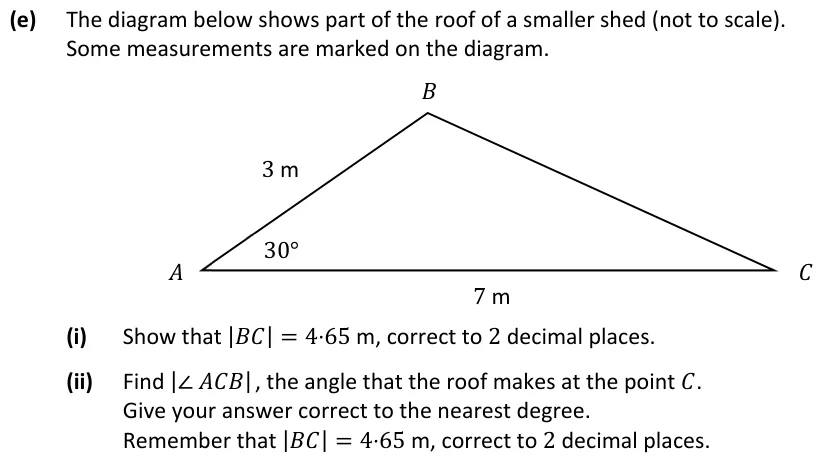 (e) The diagram below shows part of the roof of a smaller shed (not to scale).
Some measurements are marked on the diagram.
B
3 m
30°
A
C
7 m
(i) Show that |BC| = 4·65 m, correct to 2 decimal places.
(ii) Find |∠ ACB|, the angle that the roof makes at the point C.
Give your answer correct to the nearest degree.
Remember that |BC| = 4·65 m, correct to 2 decimal places.